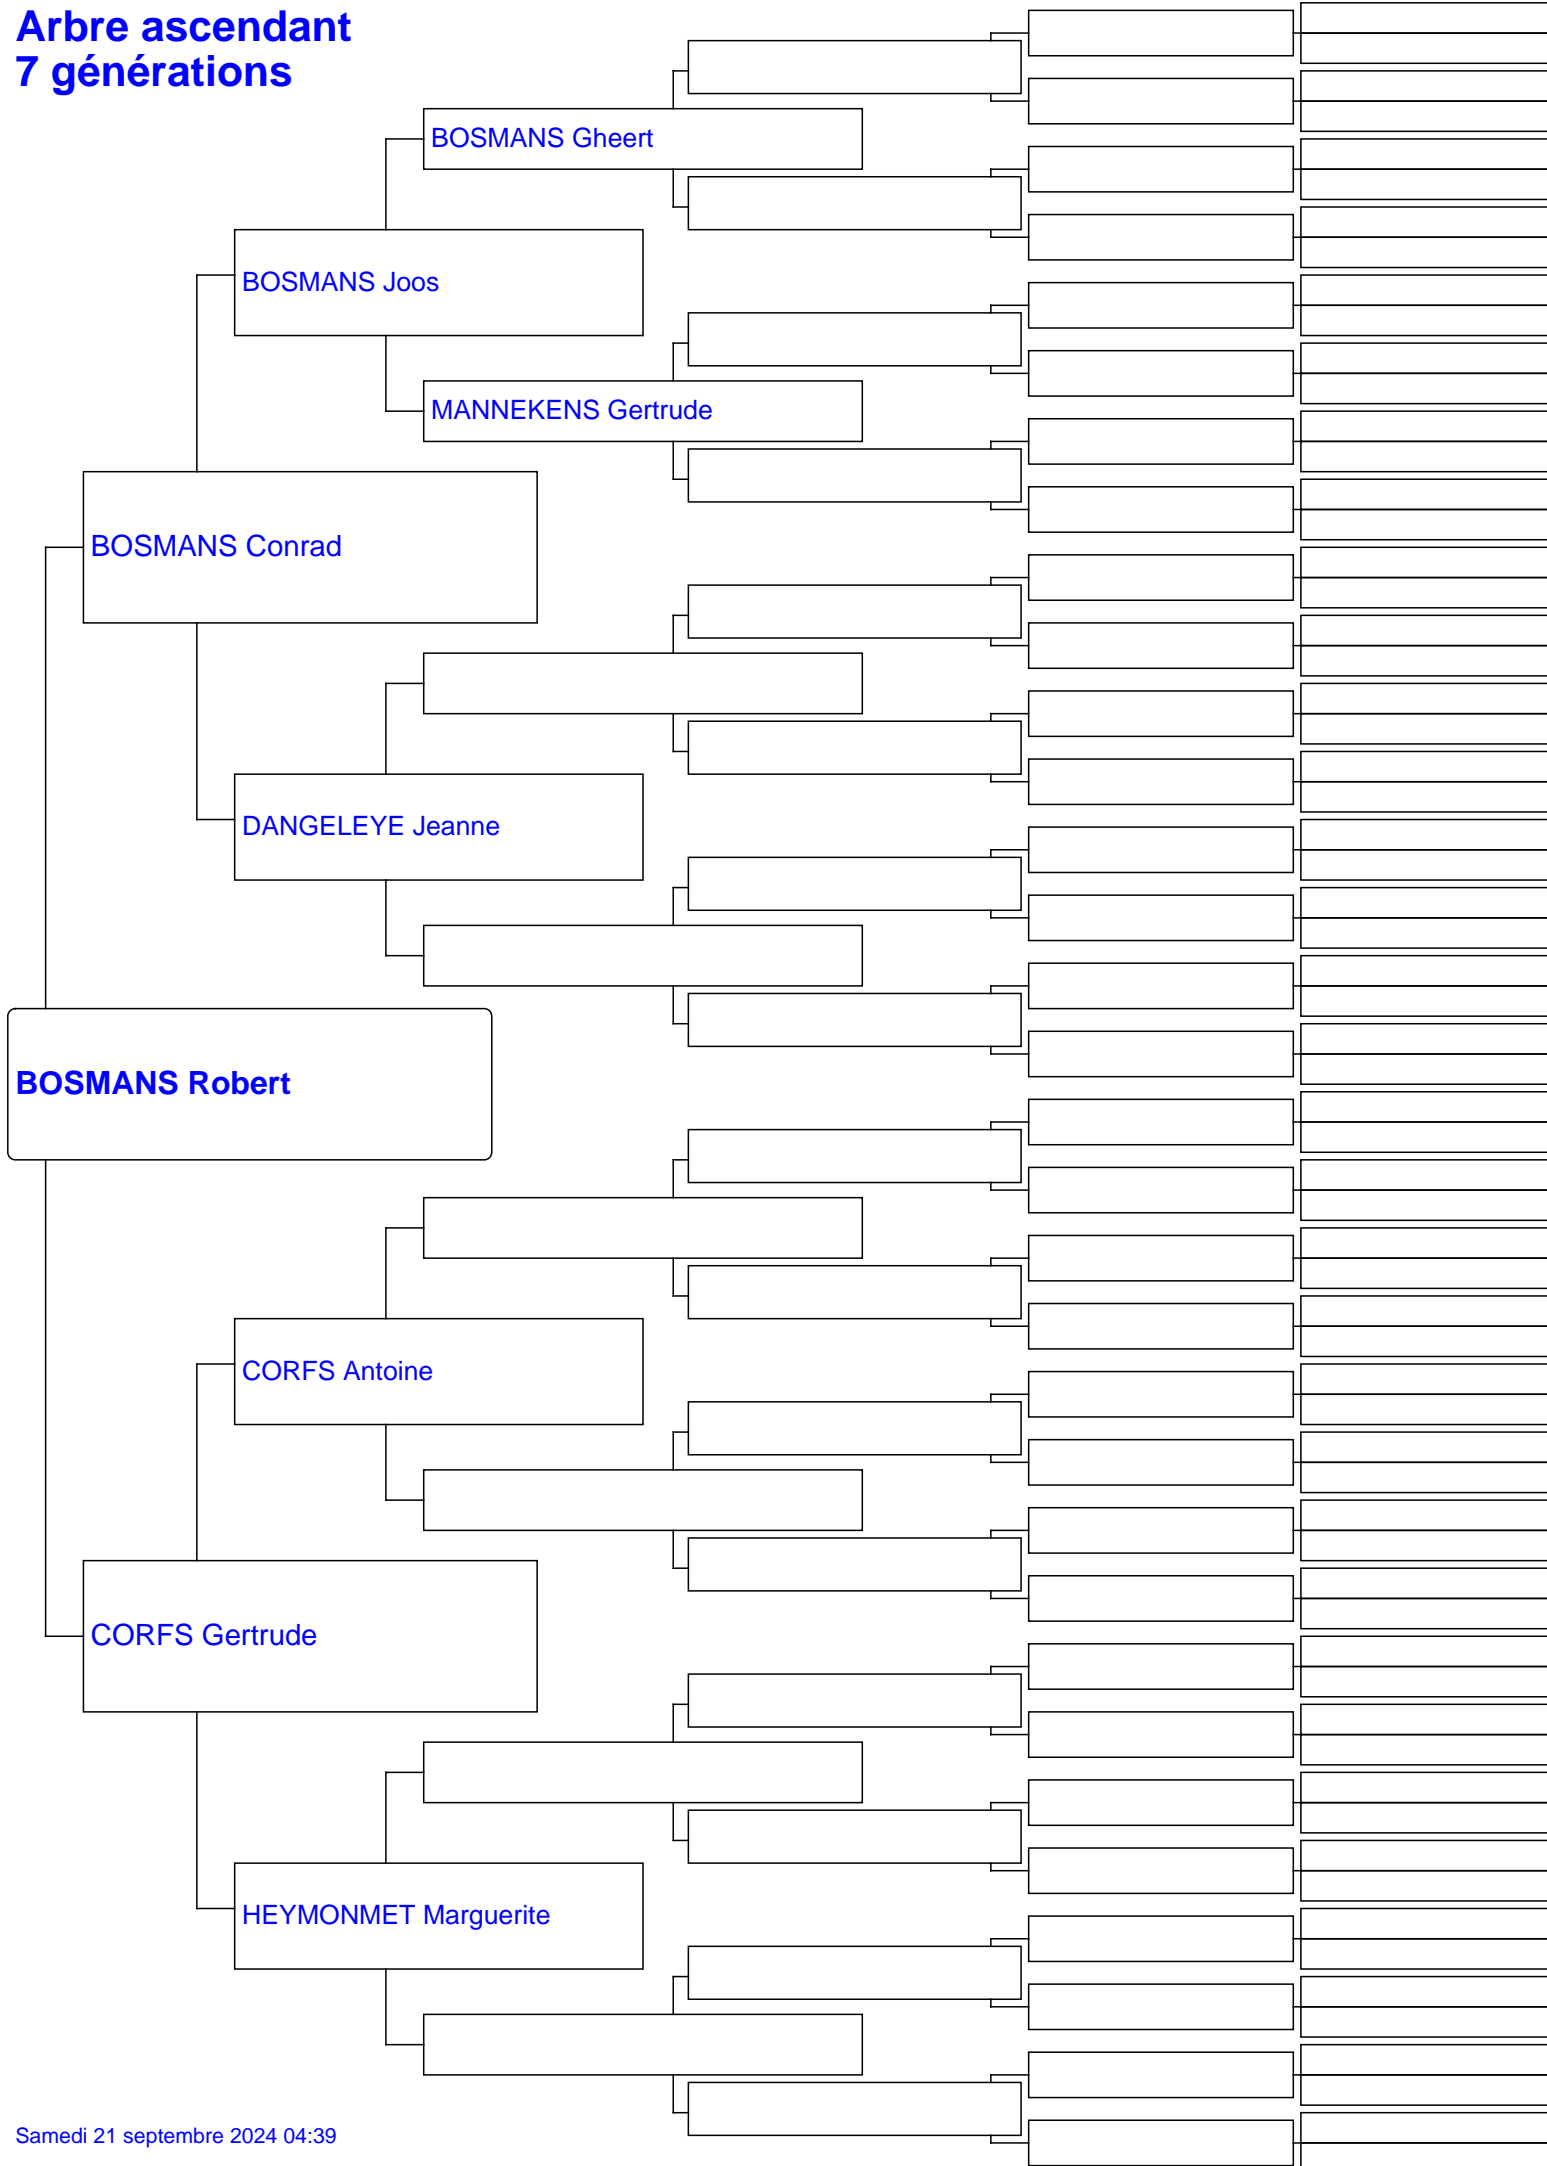 Arbre ascendant
7 générations
BOSMANS Gheert
BOSMANS Joos
MANNEKENS Gertrude
BOSMANS Conrad
DANGELEYE Jeanne
BOSMANS Robert
CORFS Antoine
CORFS Gertrude
HEYMONMET Marguerite
Samedi 21 septembre 2024 04:39